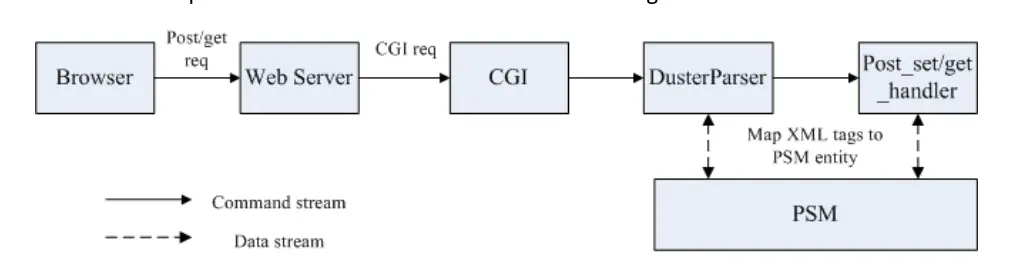 Post/get
req
CGI req
Browser
Web Server
CGI
DusterParser
Post_set/get
_handler
Map XML tags to
PSM entity
PSM
Command stream
Data stream